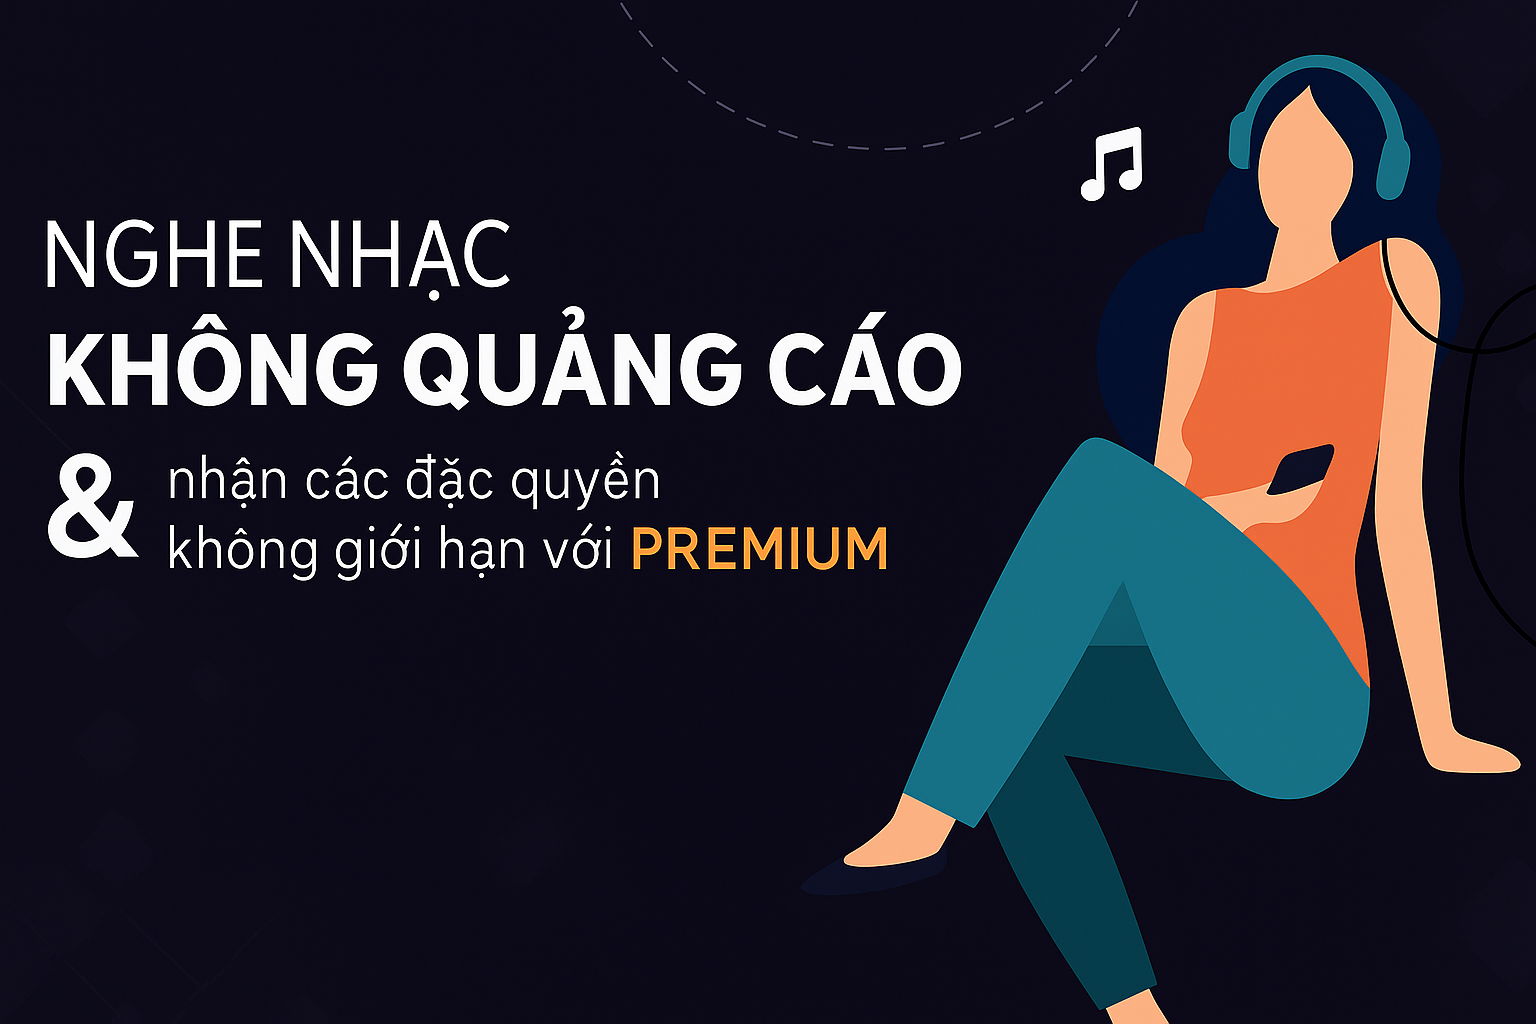 NGHE NHẠC
KHÔNG QUẢNG CÁO
& nhận các đặc quyền
không giới hạn với PREMIUM